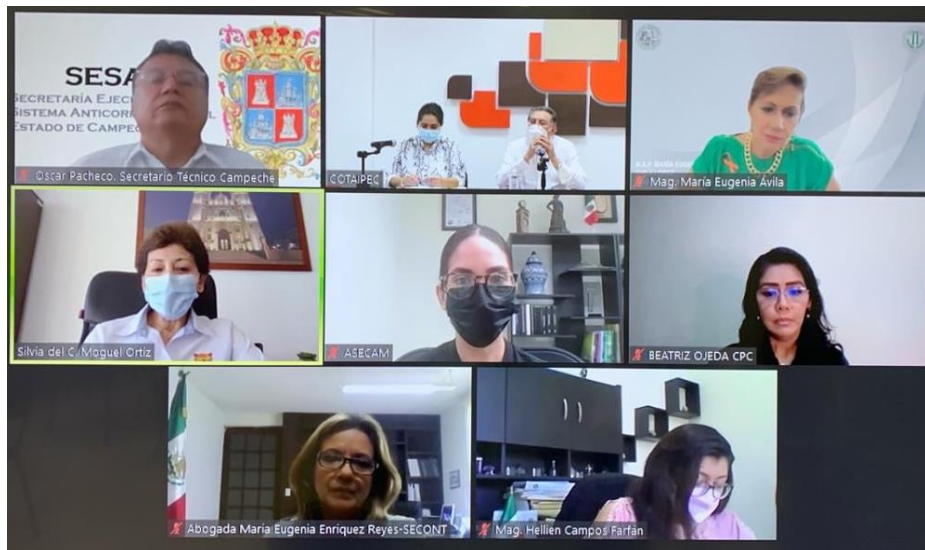 SESA
SECRETARÍA EJEC
SISTEMA ANTICOR L
ESTADO DE CAMPEC
Oscar Pacheco. Secretario Técnico Campeche
COTAIPEC
Mag. María Eugenia Ávila
Silvia del C. Moguel Ortiz
ASECAM
BEATRIZ OJEDA CPC
Abogada María Eugenia Enriquez Reyes-SECONT
Mag. Hellien Campos Farfán